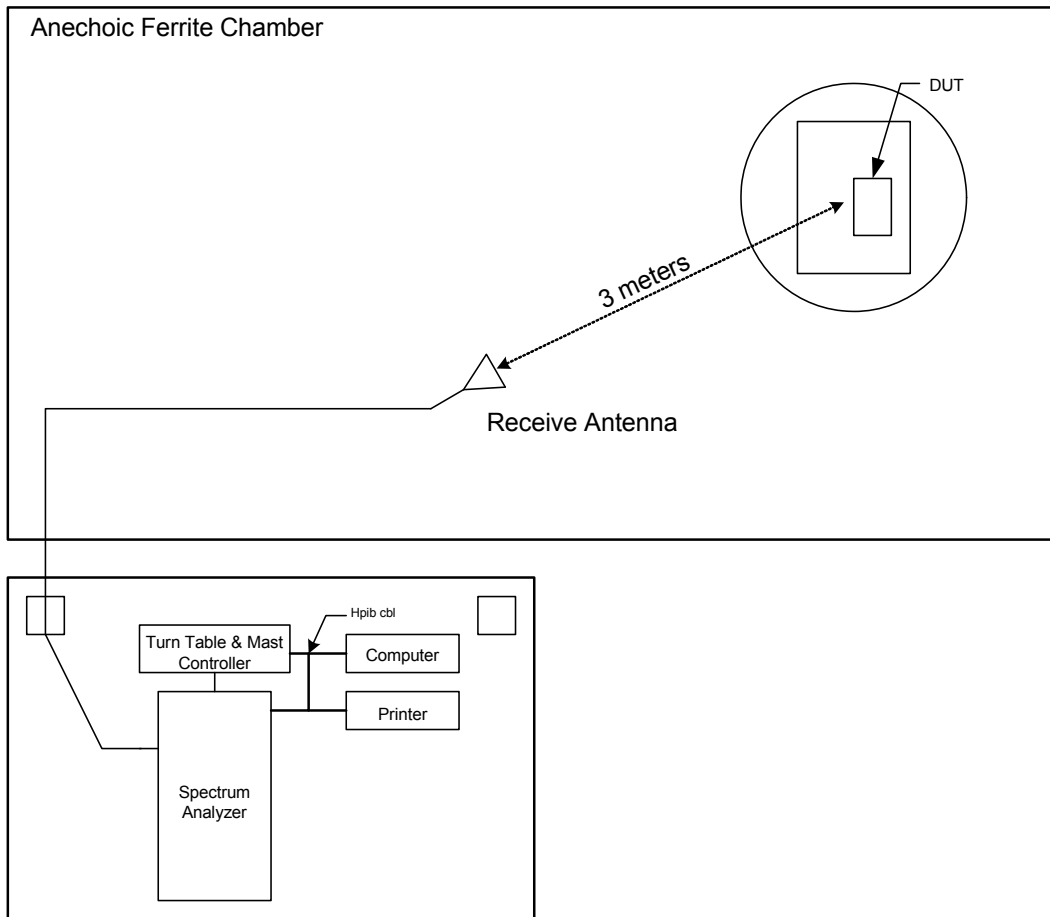 Anechoic Ferrite Chamber
DUT
3 meters
Receive Antenna
Hpib cbl
Turn Table & Mast
Controller
Computer
Printer
Spectrum
Analyzer